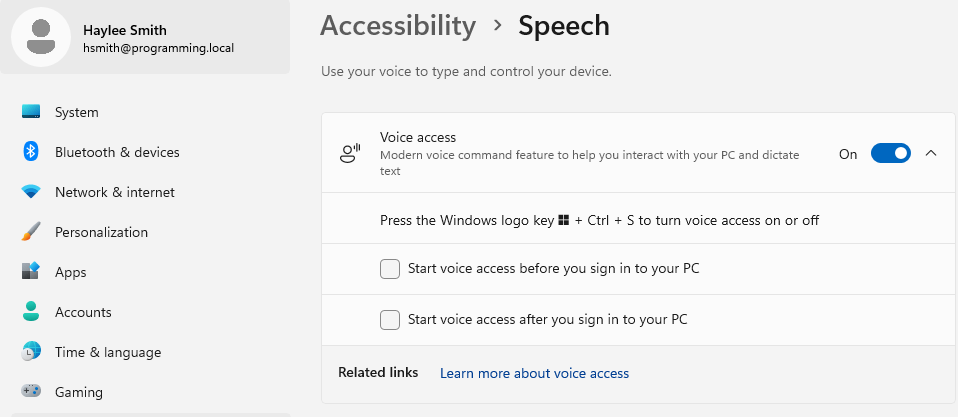 Haylee Smith
hsmith@programming.local
System
Bluetooth & devices
Network & internet
Personalization
Apps
Accounts
Time & language
Gaming
Accessibility › Speech
Use your voice to type and control your device.
Voice access
Modern voice command feature to help you interact with your PC and dictate
text
On
Press the Windows logo key + Ctrl + S to turn voice access on or off
Start voice access before you sign in to your PC
Start voice access after you sign in to your PC
Related links Learn more about voice access